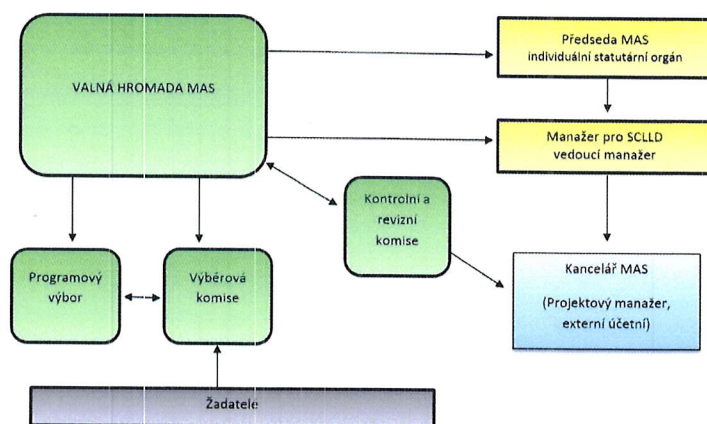 VALNÁ HROMADA MAS
Předseda MAS
individuální statutární orgán
Manažer pro SCLLD
vedoucí manažer
Kontrolní a
revizní
komise
Programový
výbor
Výběrová
komise
Kancelář MAS
(Projektový manažer,
externí účetní)
Žadatelé